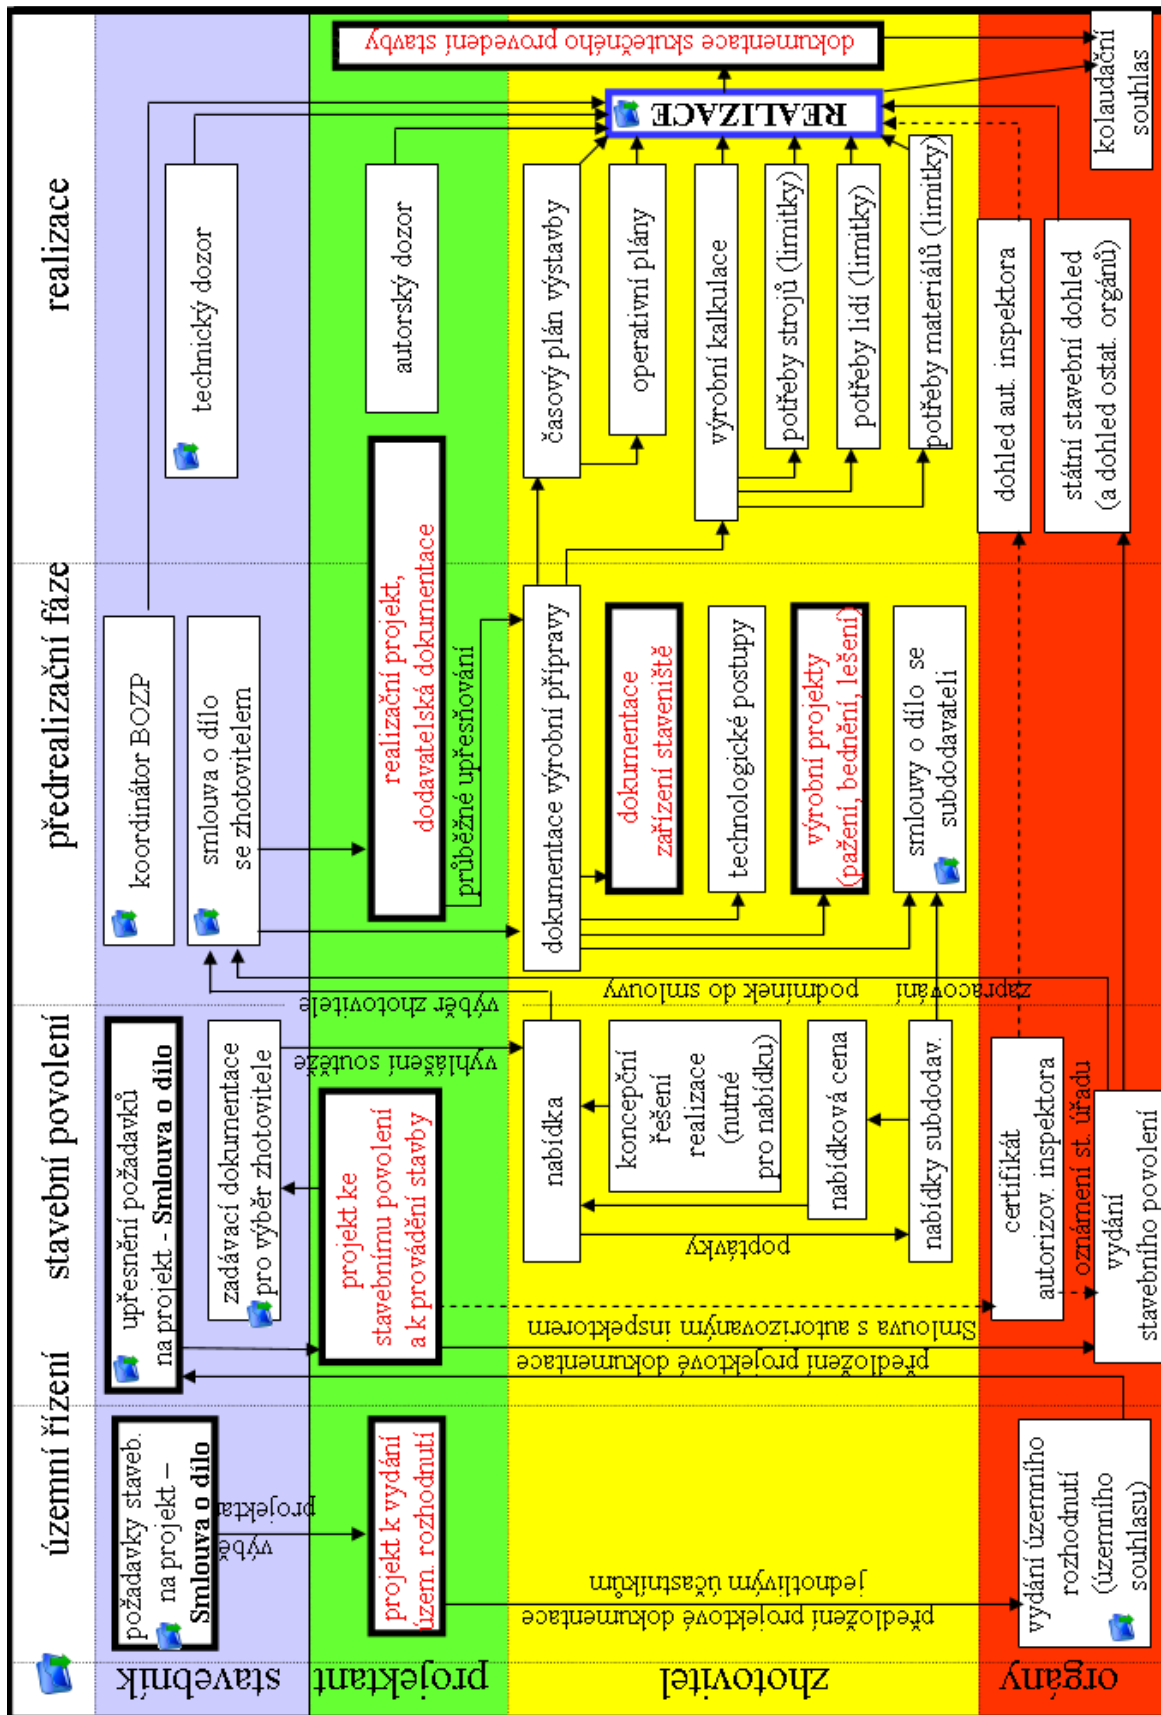 územní řízení
stavební povolení
předrealizační fáze
realizace
stavebník
požadavky staveb.
na projekt –
Smlouva o dílo
výbě
projektan
upřesnění požadavků
na projekt - Smlouva o dílo
zadávací dokumentace
pro výběr zhotovitele
koordinátor BOZP
smlouva o dílo
se zhotovitelem
technický dozor
projektant
projekt k vydání
územ. rozhodnutí
projekt ke
stavebnímu povolení
a k provádění stavby
vyhlášení soutěže
výběr zhotovitele
realizační projekt,
dodavatelská dokumentace
průběžné upřesňování
autorský dozor
zhotovitel
předložení projektové dokumentace
jednotlivým účastníkům
předložení projektové dokumentace
Smlouva s autorizovaným inspektorem
nabídka
koncepční
řešení
realizace
(nutné
pro nabídku)
poptávky
nabídková cena
nabídky subdodav.
zapracování
podmínek do smlouvy
dokumentace výrobní přípravy
dokumentace
zařízení staveniště
technologické postupy
výrobní projekty
(pažení, bednění, lešení)
smlouvy o dílo se
subdodavateli
časový plán výstavby
operativní plány
výrobní kalkulace
potřeby strojů (limitky)
potřeby lidí (limitky)
potřeby materiálů (limitky)
REALIZACE
dokumentace skutečného provedení stavby
orgány
vydání územního
rozhodnutí
(územního
souhlasu)
certifikát
autorizov. inspektora
oznámení st. úřadu
vydání
stavebního povolení
dohled aut. inspektora
státní stavební dohled
(a dohled ostat. orgánů)
kolaudační
souhlas